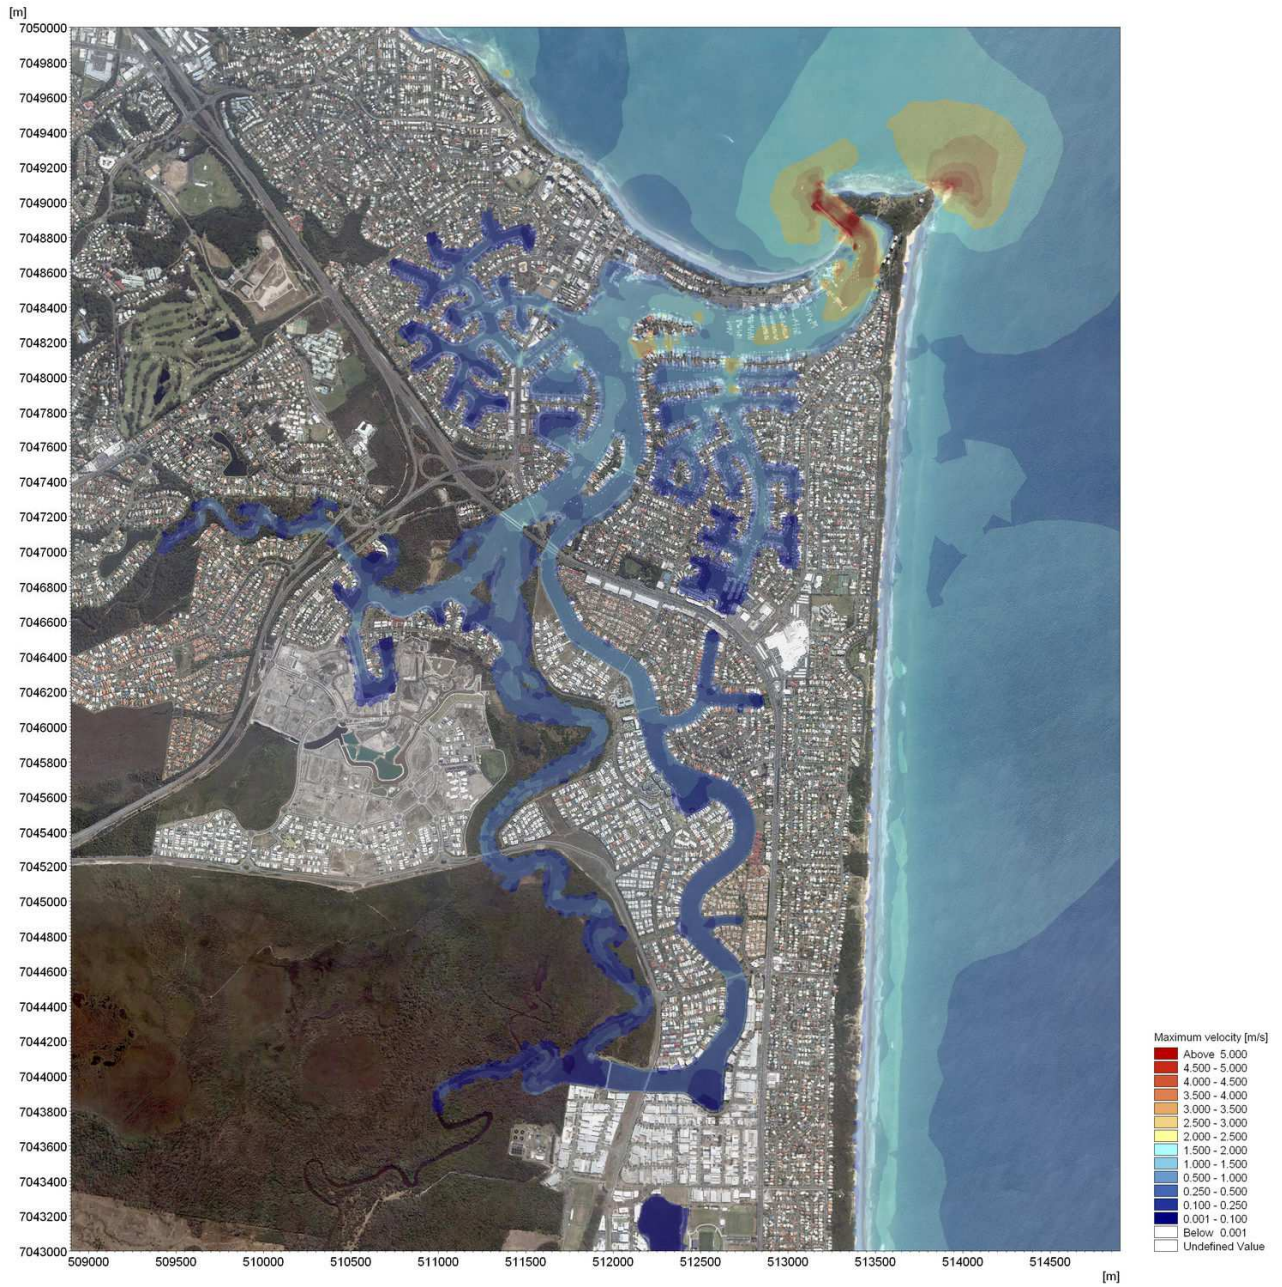 [m]
7050000
7049800
7049600
7049400
7049200
7049000
7048800
7048600
7048400
7048200
7048000
7047800
7047600
7047400
7047200
7047000
7046800
7046600
7046400
7046200
7046000
7045800
7045600
7045400
7045200
7045000
7044800
7044600
7044400
7044200
7044000
7043800
7043600
7043400
7043200
7043000
509000 509500 510000 510500 511000 511500 512000 512500 513000 513500 514000 514500
[m]
Maximum velocity [m/s]
Above 5.000
4.500 - 5.000
4.000 - 4.500
3.500 - 4.000
3.000 - 3.500
2.500 - 3.000
2.000 - 2.500
1.500 - 2.000
1.000 - 1.500
0.500 - 1.000
0.250 - 0.500
0.100 - 0.250
0.001 - 0.100
Below 0.001
Undefined Value